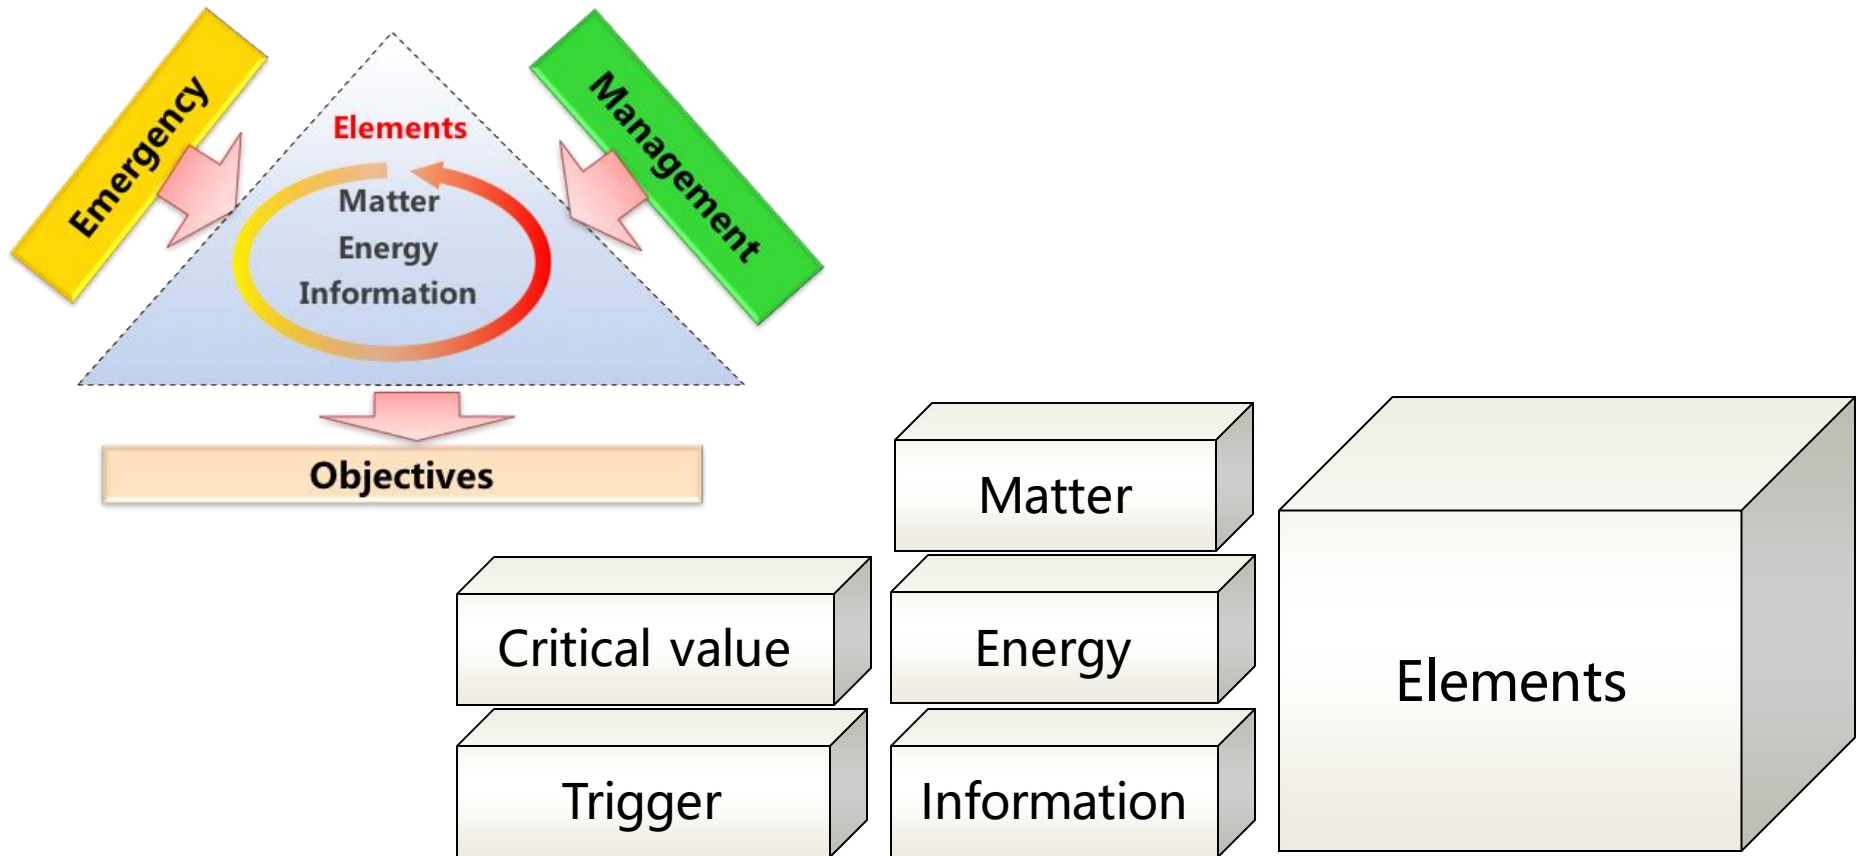 Emergency
Management
Elements
Matter
Energy
Information
Objectives
Matter
Critical value
Energy
Elements
Trigger
Information